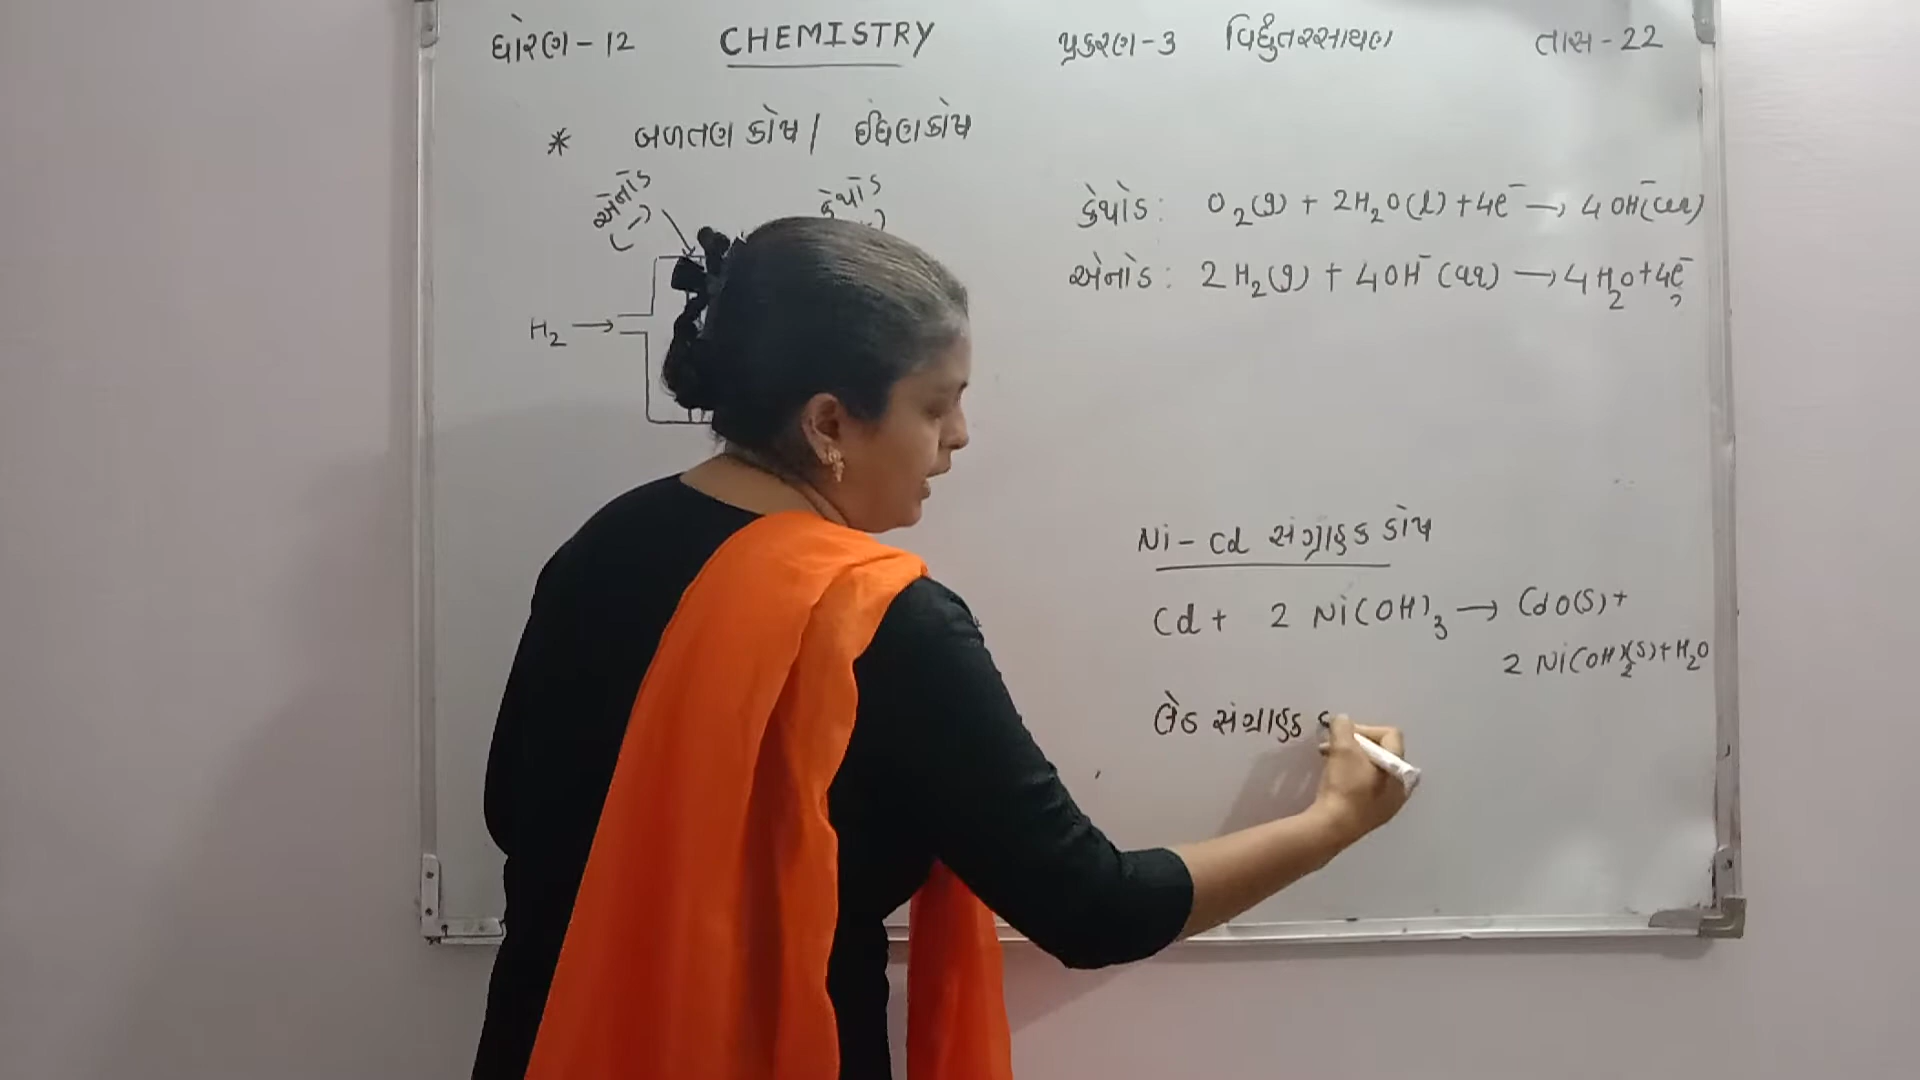 ધોરણ - 12 CHEMISTRY પ્રકરણ - 3 વિદ્યુતરસાયણ તાસ - 22
* બળતણ કોષ / ઈંધણકોષ
એનોડ
(-)
કેથોડ
H₂ →
કેથોડ : O₂(g) + 2H₂O(l) + 4e⁻ → 4OH⁻(aq)
એનોડ : 2H₂(g) + 4OH⁻(aq) → 4H₂O + 4e⁻
Ni - Cd સંગ્રાહક કોષ
Cd + 2 Ni(OH)₃ → CdO(s) +
2 Ni(OH)₂(s) + H₂O
લેડ સંગ્રાહક